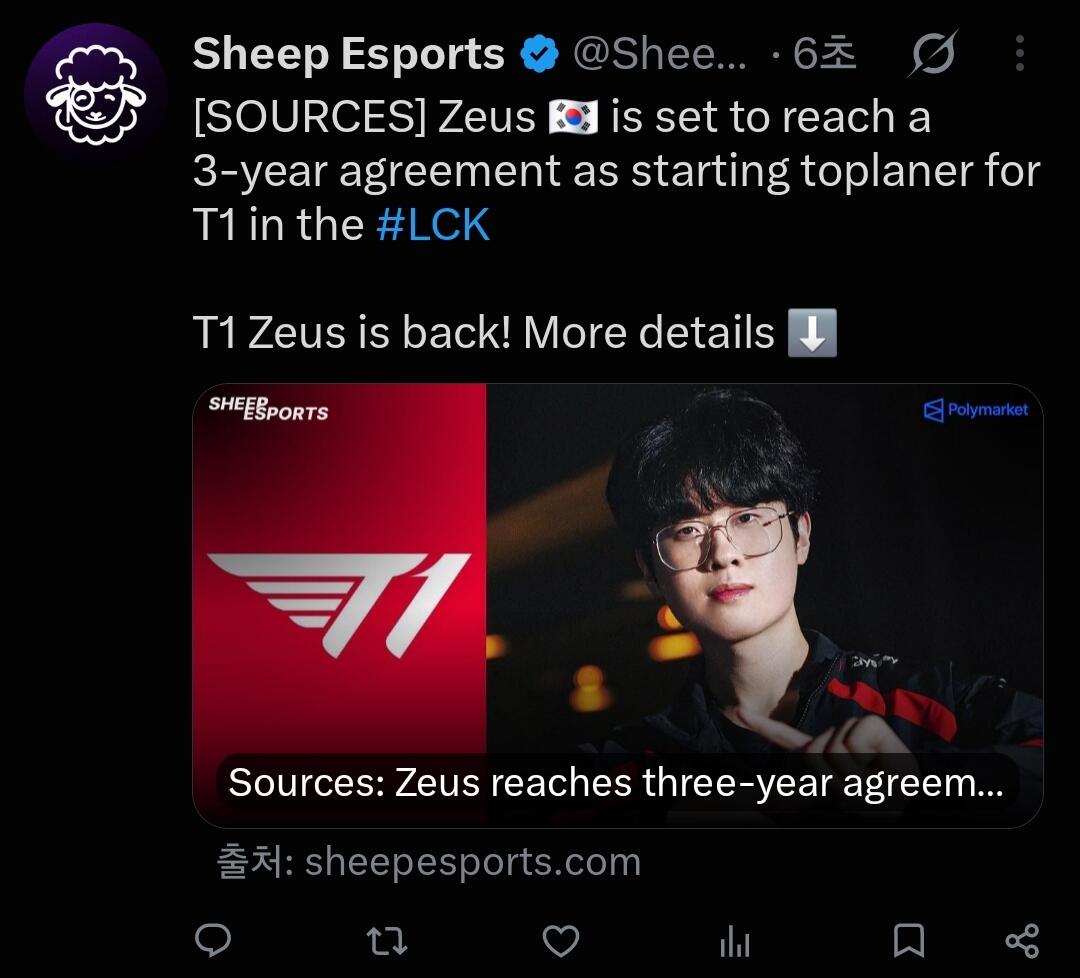 Sheep Esports @Shee... · 6초
[SOURCES] Zeus 🇰🇷 is set to reach a
3-year agreement as starting toplaner for
T1 in the #LCK
T1 Zeus is back! More details ⬇️
SHEEP
ESPORTS
Polymarket
T1
Sources: Zeus reaches three-year agreem...
출처: sheepesports.com